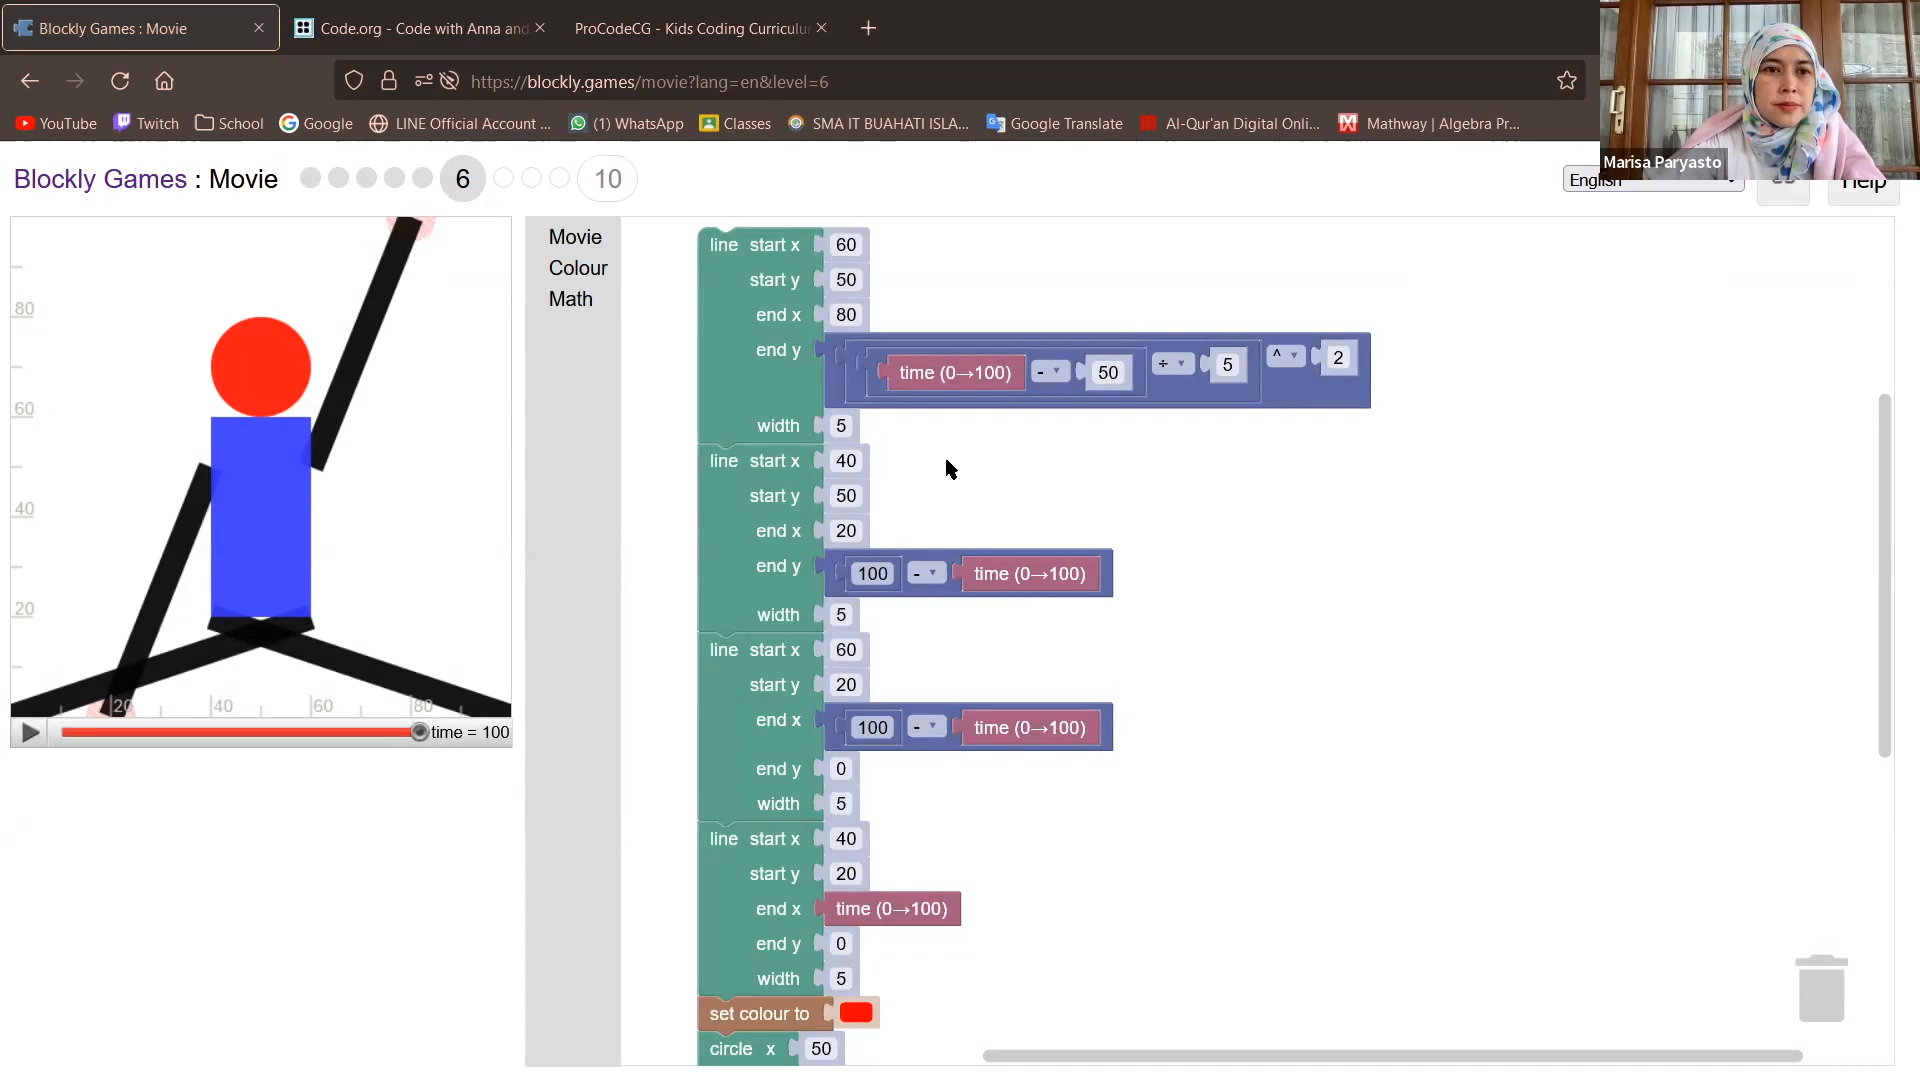 Blockly Games : Movie
Code.org - Code with Anna and
ProCodeCG - Kids Coding Curriculu
https://blockly.games/movie?lang=en&level=6
YouTube
Twitch
School
Google
LINE Official Account ...
(1) WhatsApp
Classes
SMA IT BUAHATI ISLA...
Google Translate
Al-Qur'an Digital Onli...
Mathway | Algebra Pr...
Marisa Paryasto
Blockly Games : Movie
6
10
English
Help
Movie
Colour
Math
80
60
40
20
20
40
60
80
time = 100
line start x 60
start y 50
end x 80
end y time (0→100) - 50 ÷ 5 ^ 2
width 5
line start x 40
start y 50
end x 20
end y 100 - time (0→100)
width 5
line start x 60
start y 20
end x 100 - time (0→100)
end y 0
width 5
line start x 40
start y 20
end x time (0→100)
end y 0
width 5
set colour to
circle x 50